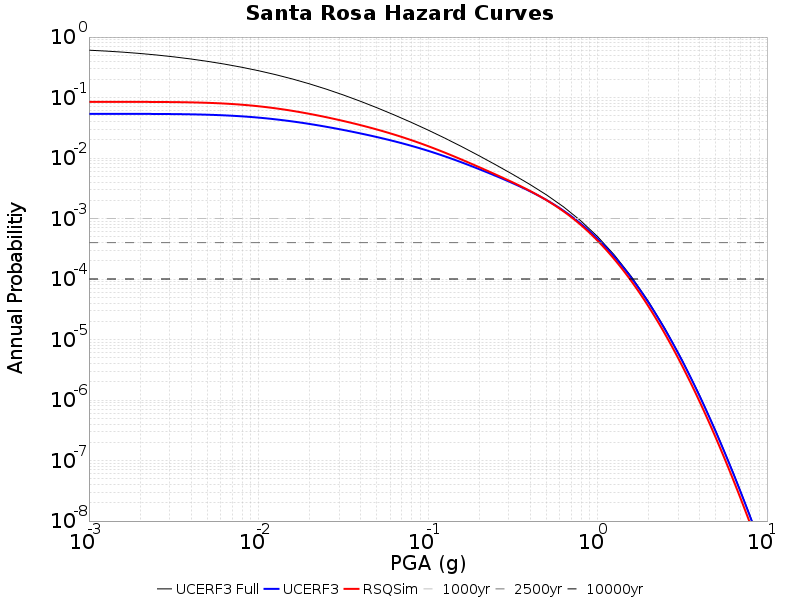 Santa Rosa Hazard Curves
10^0
10^-1
10^-2
10^-3
10^-4
10^-5
10^-6
10^-7
10^-8
Annual Probabilitiy
10^-3 10^-2 10^-1 10^0 10^1
PGA (g)
UCERF3 Full UCERF3 RSQSim 1000yr 2500yr 10000yr